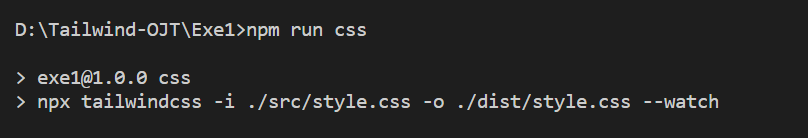 D:\Tailwind-OJT\Exe1>npm run css
> exe1@1.0.0 css
> npx tailwindcss -i ./src/style.css -o ./dist/style.css --watch